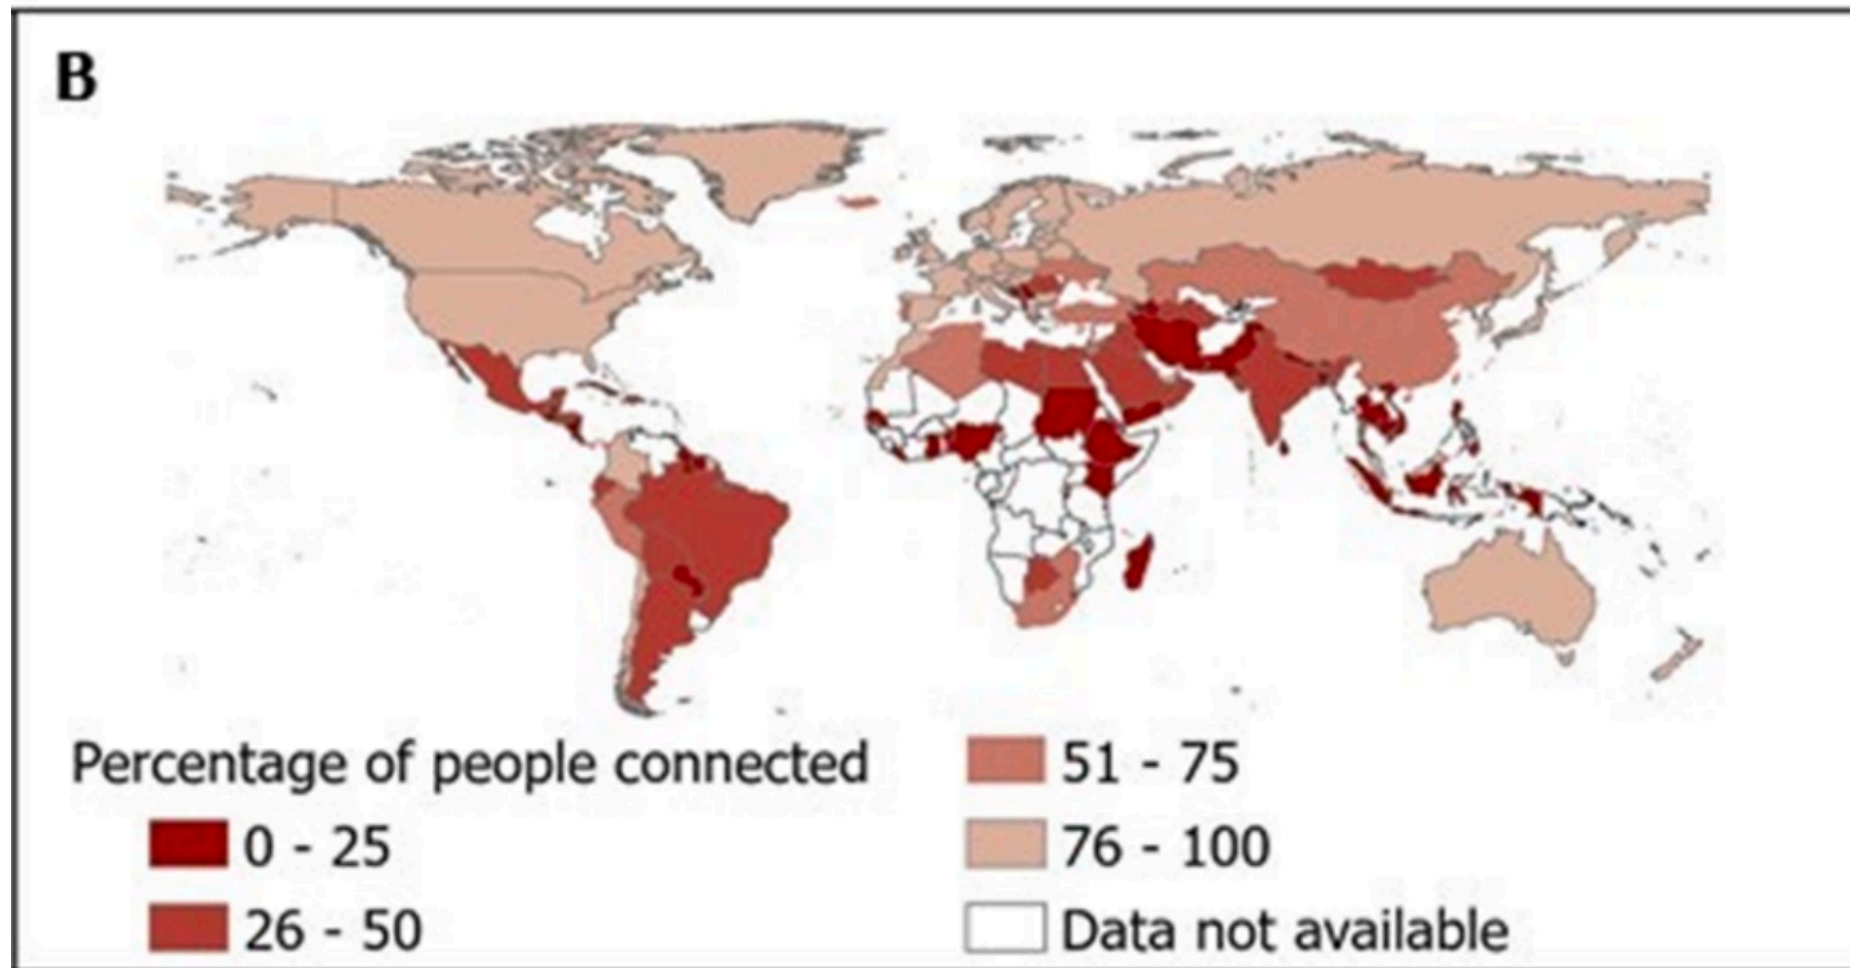 B
Percentage of people connected
0 - 25
26 - 50
51 - 75
76 - 100
Data not available